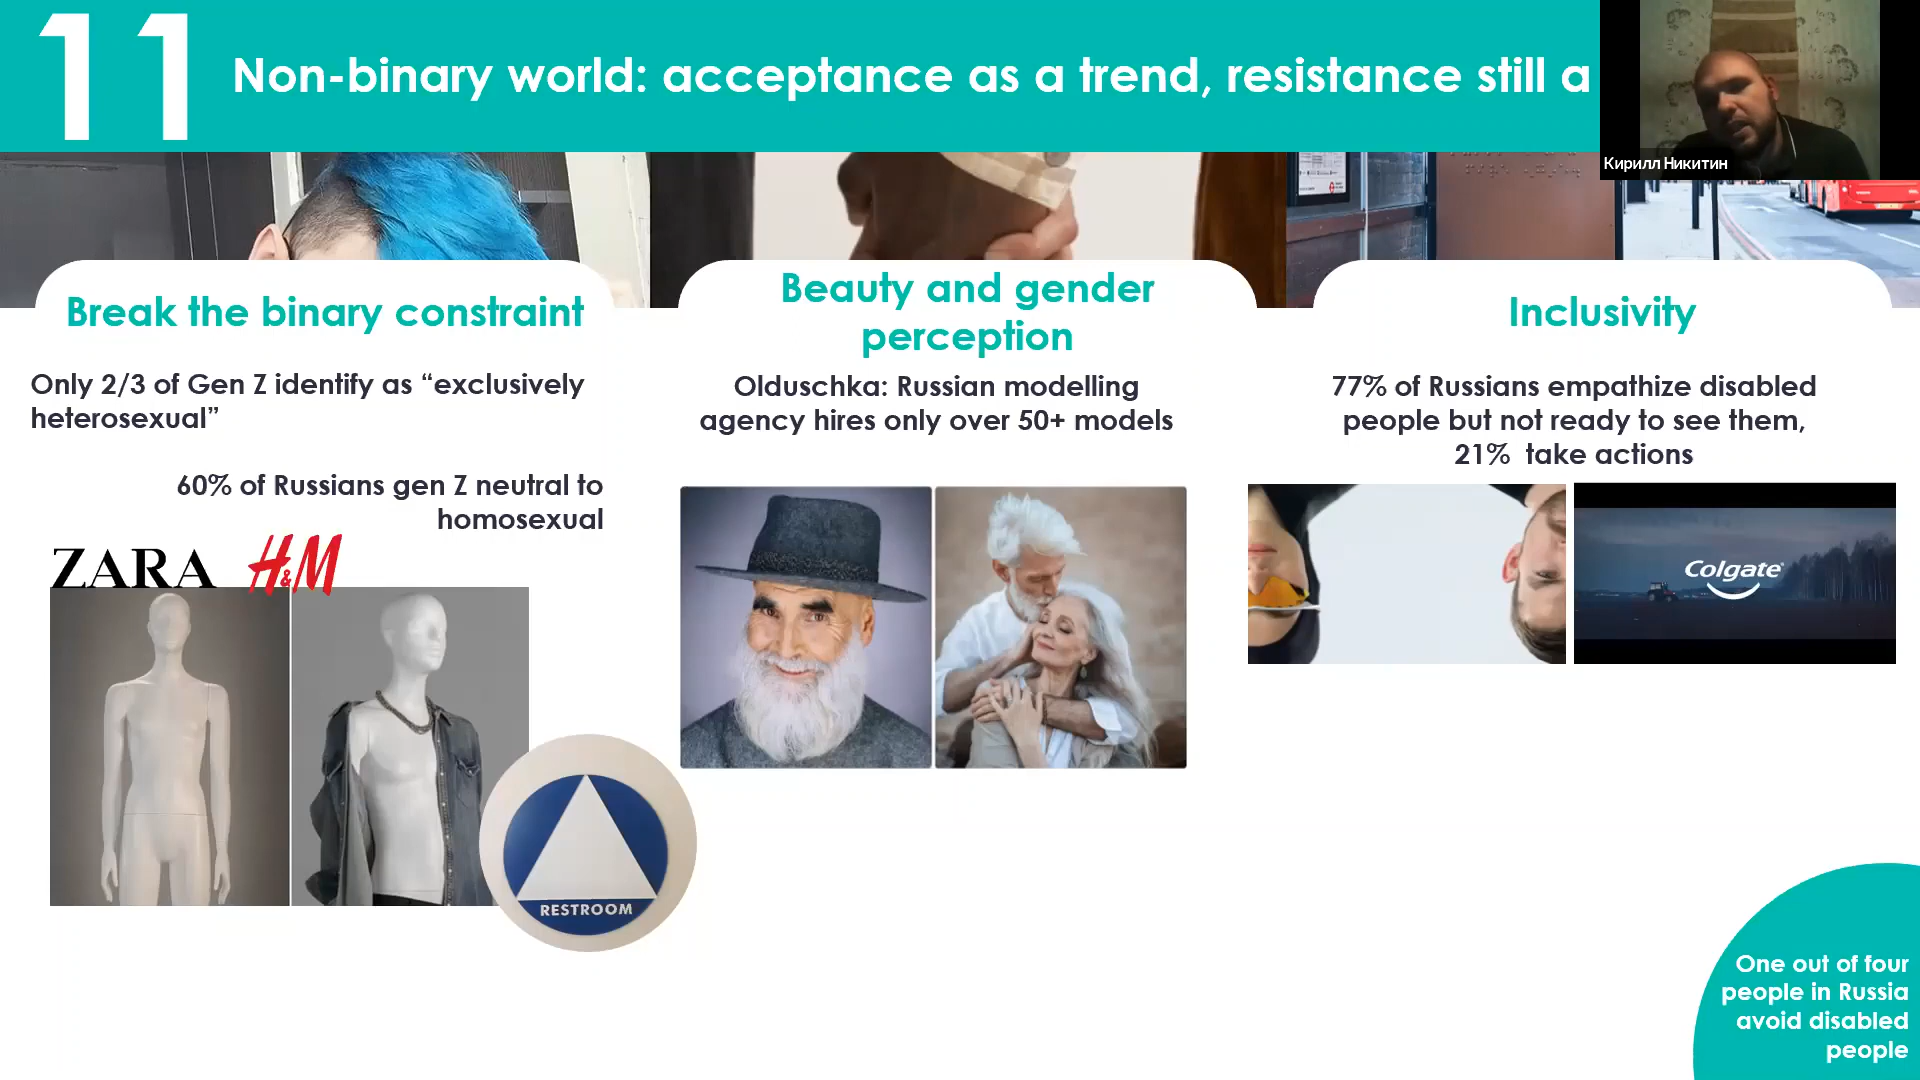 11
Non-binary world: acceptance as a trend, resistance still a
Кирилл Никитин
Break the binary constraint
Only 2/3 of Gen Z identify as “exclusively
heterosexual”
60% of Russians gen Z neutral to
homosexual
ZARA H&M
RESTROOM
Beauty and gender
perception
Olduschka: Russian modelling
agency hires only over 50+ models
Inclusivity
77% of Russians empathize disabled
people but not ready to see them,
21% take actions
Colgate
One out of four
people in Russia
avoid disabled
people